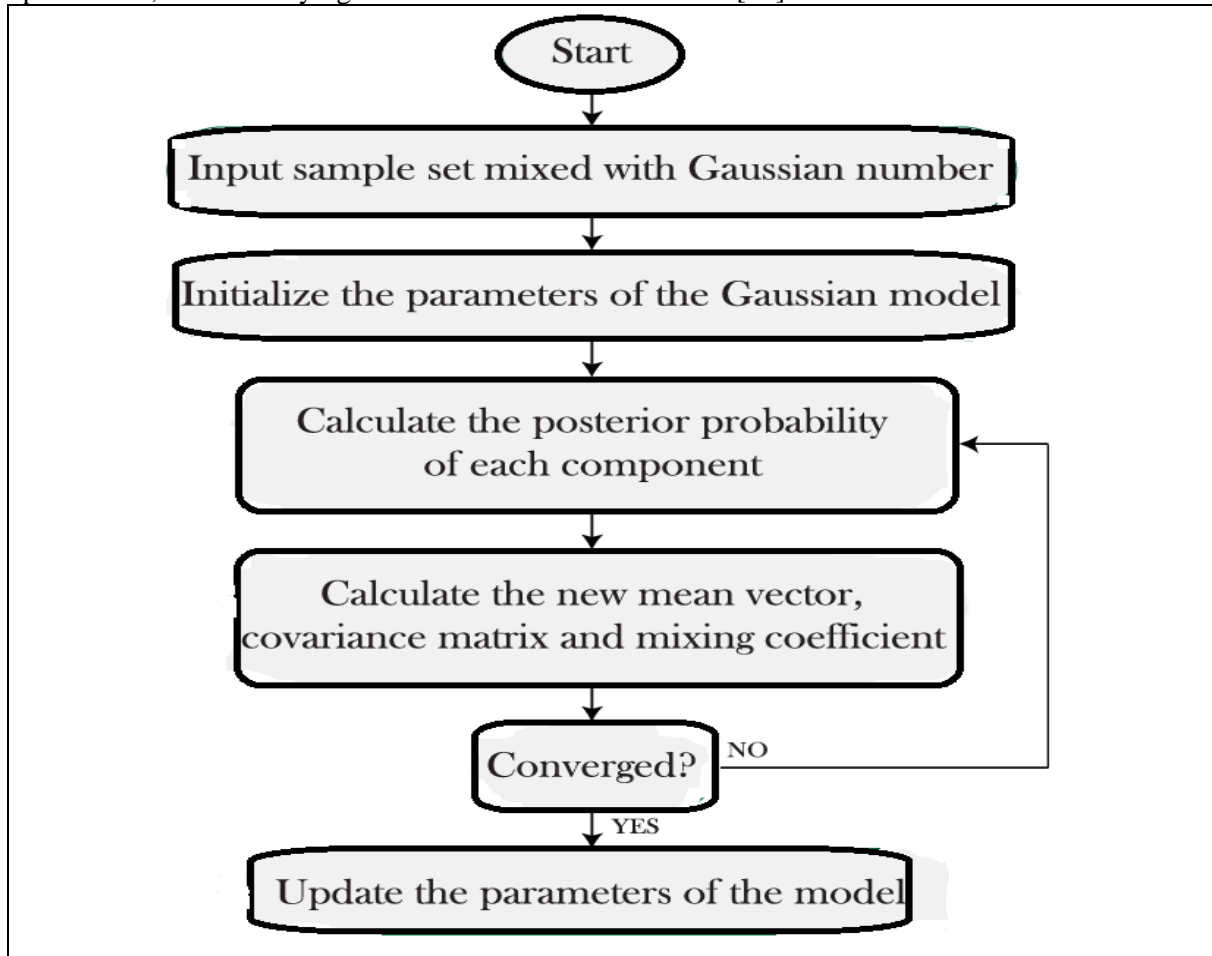 Start
Input sample set mixed with Gaussian number
Initialize the parameters of the Gaussian model
Calculate the posterior probability
of each component
Calculate the new mean vector,
covariance matrix and mixing coefficient
Converged?
NO
YES
Update the parameters of the model